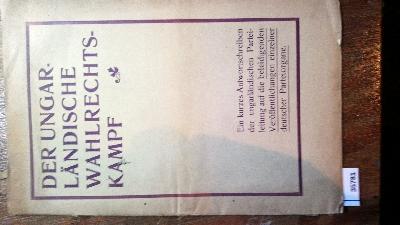 DER UNGAR-
LÄNDISCHE
WAHLRECHTS-
KAMPF
Ein kurzes Antwortschreiben
der ungarländischen Partei-
leitung auf die beleidigenden
Veröffentlichungen einzelner
deutscher Parteiorgane.
35781